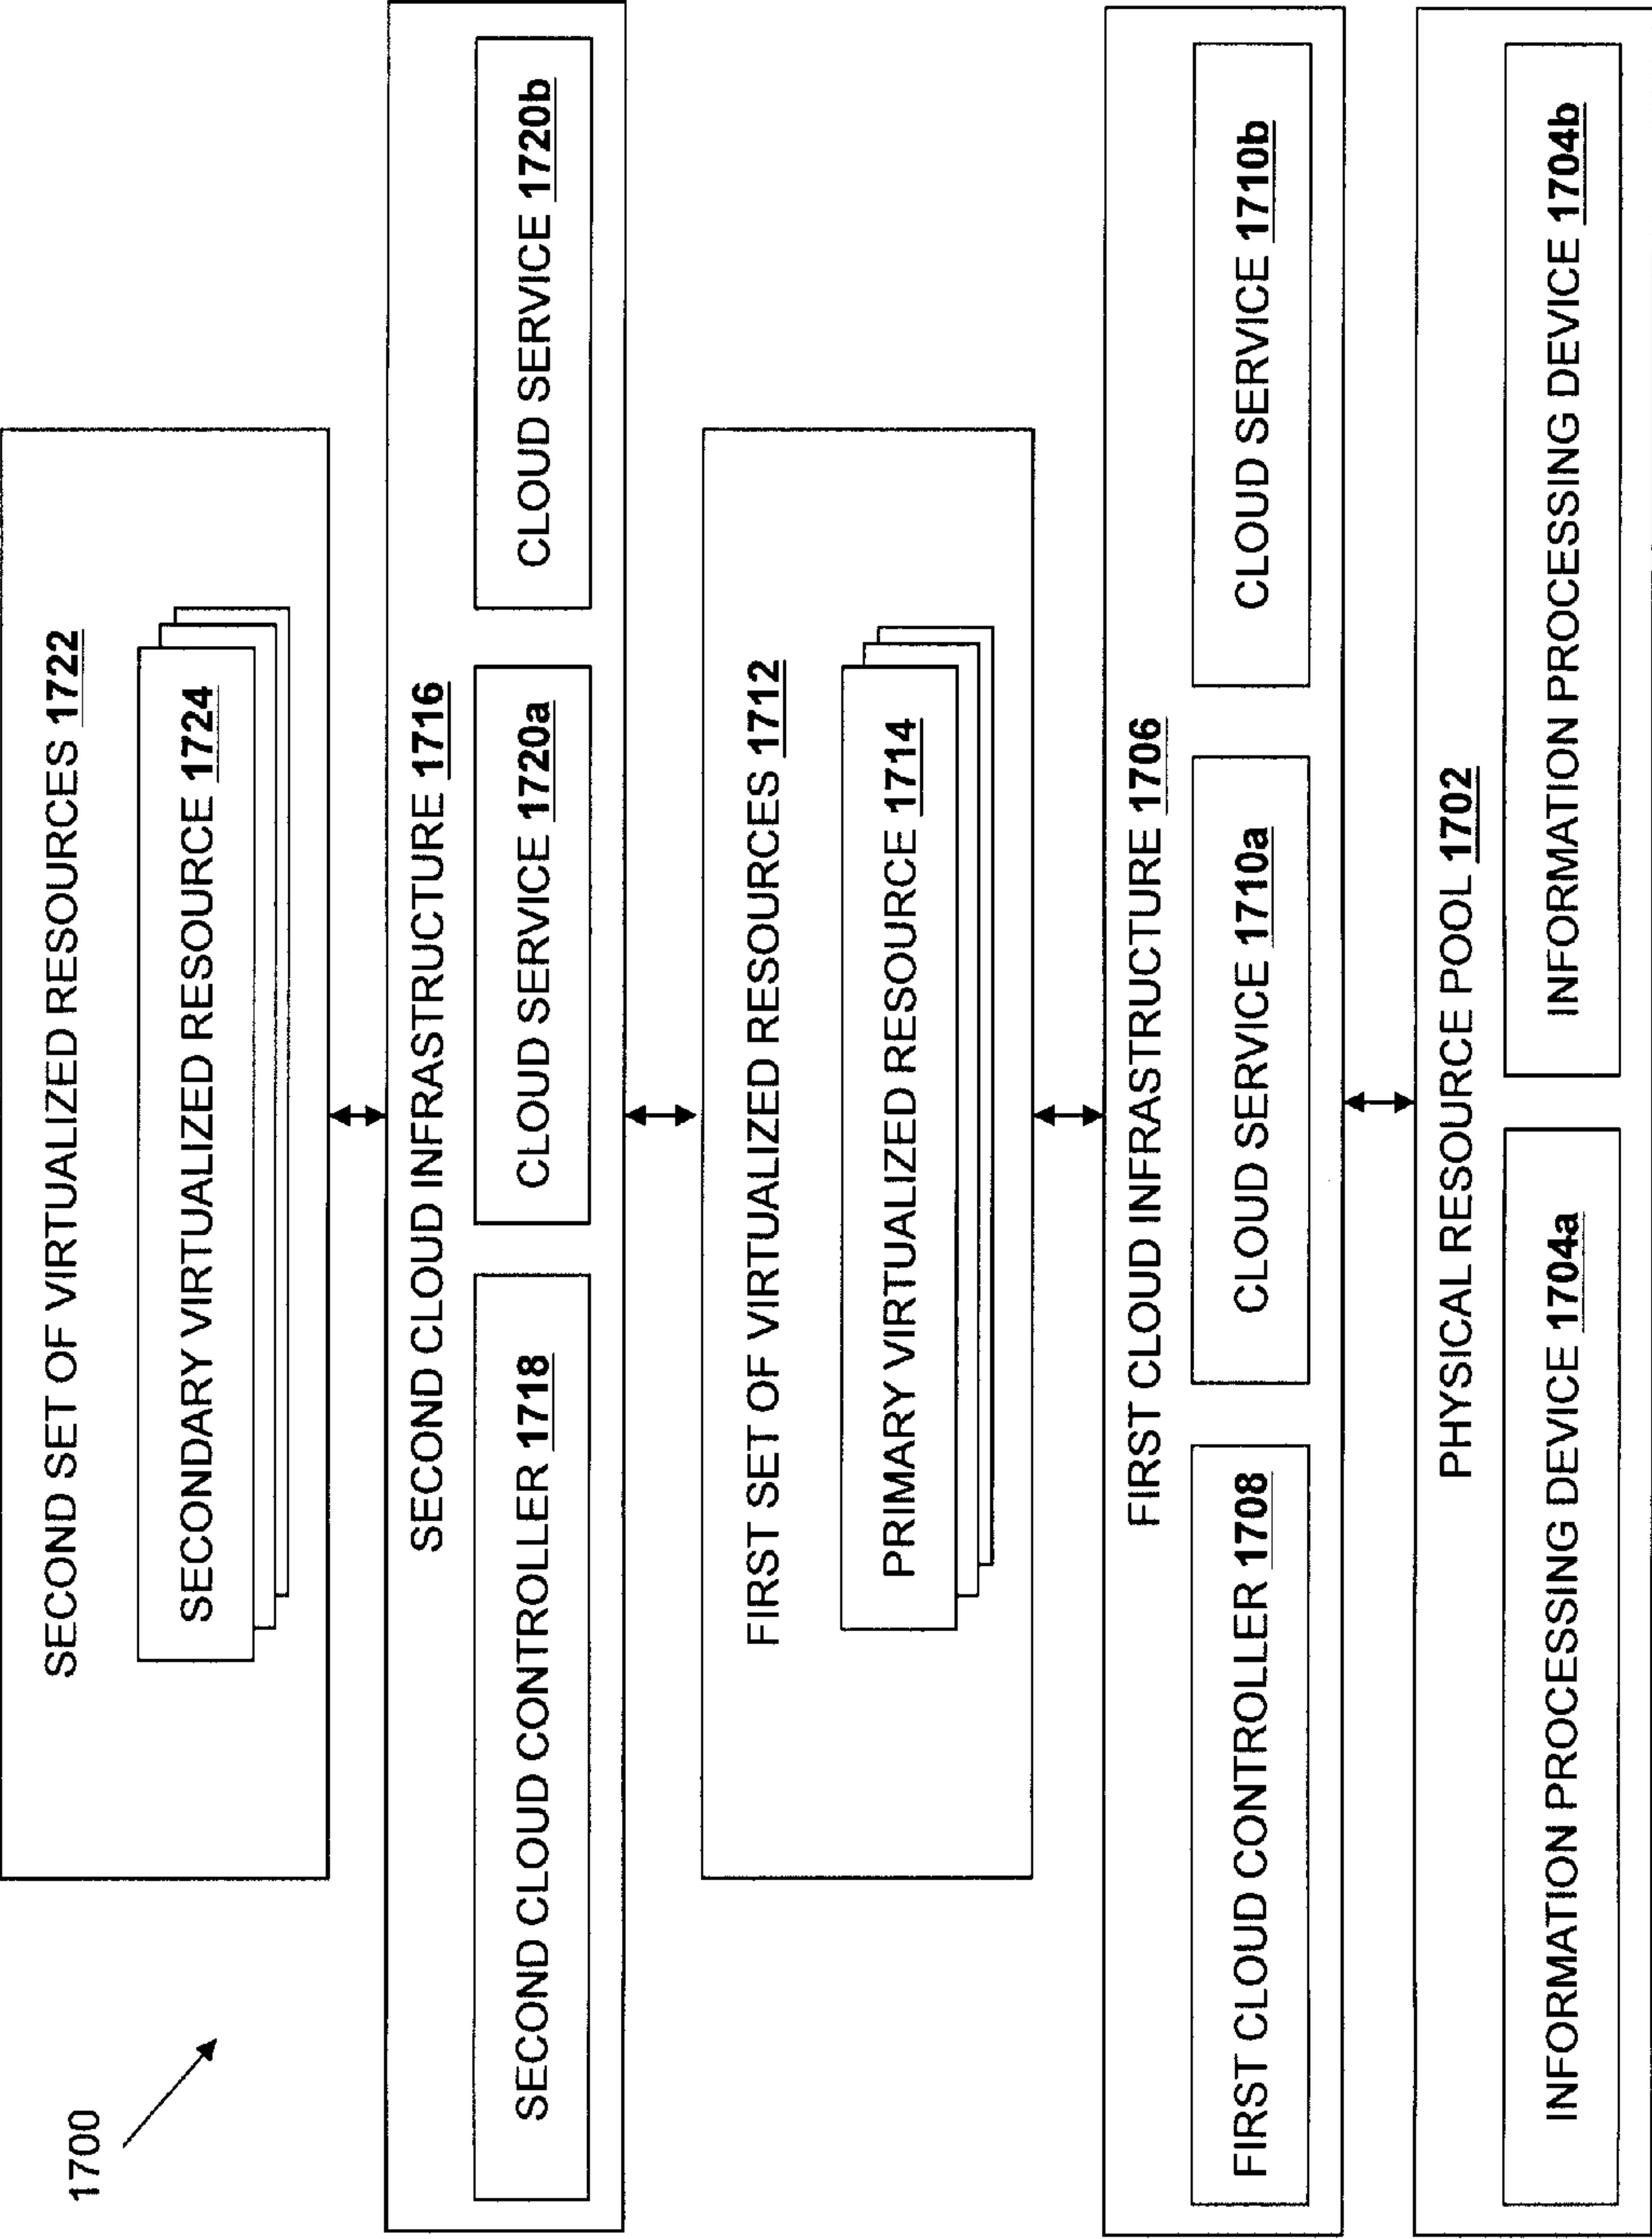 1700
SECOND SET OF VIRTUALIZED RESOURCES 1722
SECONDARY VIRTUALIZED RESOURCE 1724
SECOND CLOUD INFRASTRUCTURE 1716
SECOND CLOUD CONTROLLER 1718
CLOUD SERVICE 1720a
CLOUD SERVICE 1720b
FIRST SET OF VIRTUALIZED RESOURCES 1712
PRIMARY VIRTUALIZED RESOURCE 1714
FIRST CLOUD INFRASTRUCTURE 1706
FIRST CLOUD CONTROLLER 1708
CLOUD SERVICE 1710a
CLOUD SERVICE 1710b
PHYSICAL RESOURCE POOL 1702
INFORMATION PROCESSING DEVICE 1704a
INFORMATION PROCESSING DEVICE 1704b